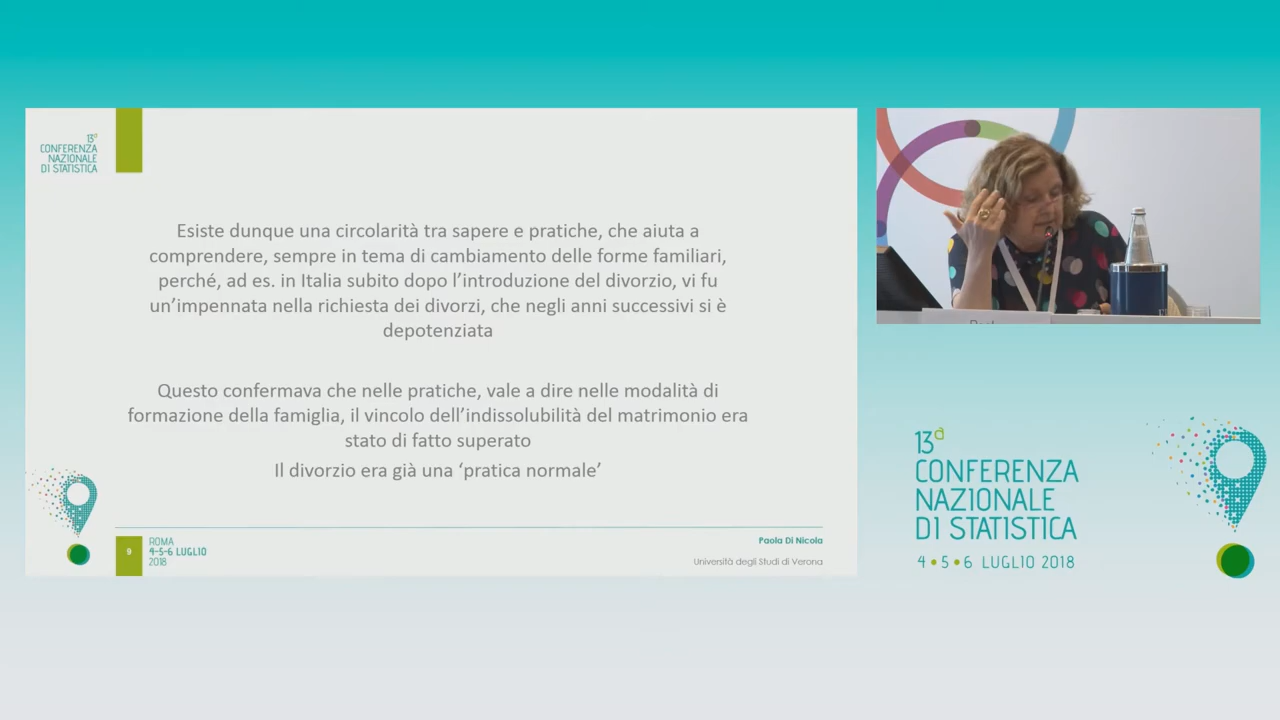 13ª
CONFERENZA
NAZIONALE
DI STATISTICA
Esiste dunque una circolarità tra sapere e pratiche, che aiuta a
comprendere, sempre in tema di cambiamento delle forme familiari,
perché, ad es. in Italia subito dopo l’introduzione del divorzio, vi fu
un’impennata nella richiesta dei divorzi, che negli anni successivi si è
depotenziata
Questo confermava che nelle pratiche, vale a dire nelle modalità di
formazione della famiglia, il vincolo dell’indissolubilità del matrimonio era
stato di fatto superato
Il divorzio era già una ‘pratica normale’
9
ROMA
4-5-6 LUGLIO
2018
Paola Di Nicola
Università degli Studi di Verona
13ª
CONFERENZA
NAZIONALE
DI STATISTICA
4 • 5 • 6 LUGLIO 2018